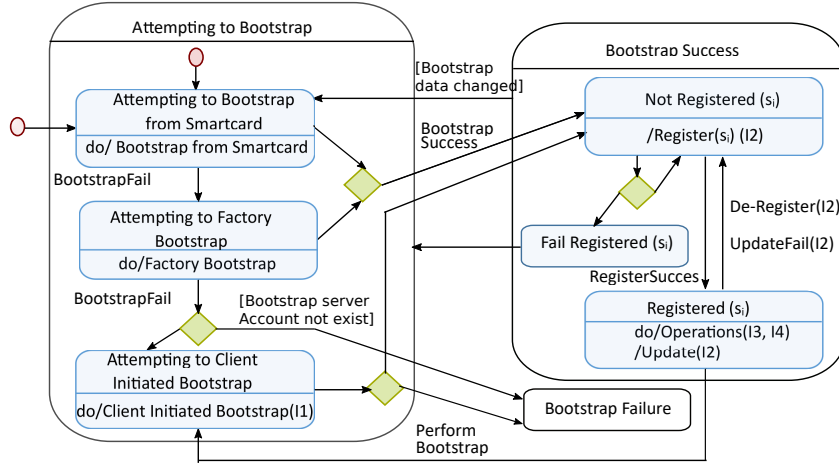 Attempting to Bootstrap
Attempting to Bootstrap
from Smartcard
do/ Bootstrap from Smartcard
BootstrapFail
Attempting to Factory
Bootstrap
do/Factory Bootstrap
BootstrapFail
[Bootstrap server
Account not exist]
Attempting to Client
Initiated Bootstrap
do/Client Initiated Bootstrap(I1)
[Bootstrap
data changed]
Bootstrap
Success
Bootstrap Success
Not Registered (sᵢ)
/Register(sᵢ) (I2)
De-Register(I2)
UpdateFail(I2)
Fail Registered (sᵢ)
RegisterSucces
Registered (sᵢ)
do/Operations(I3, I4)
/Update(I2)
Bootstrap Failure
Perform
Bootstrap